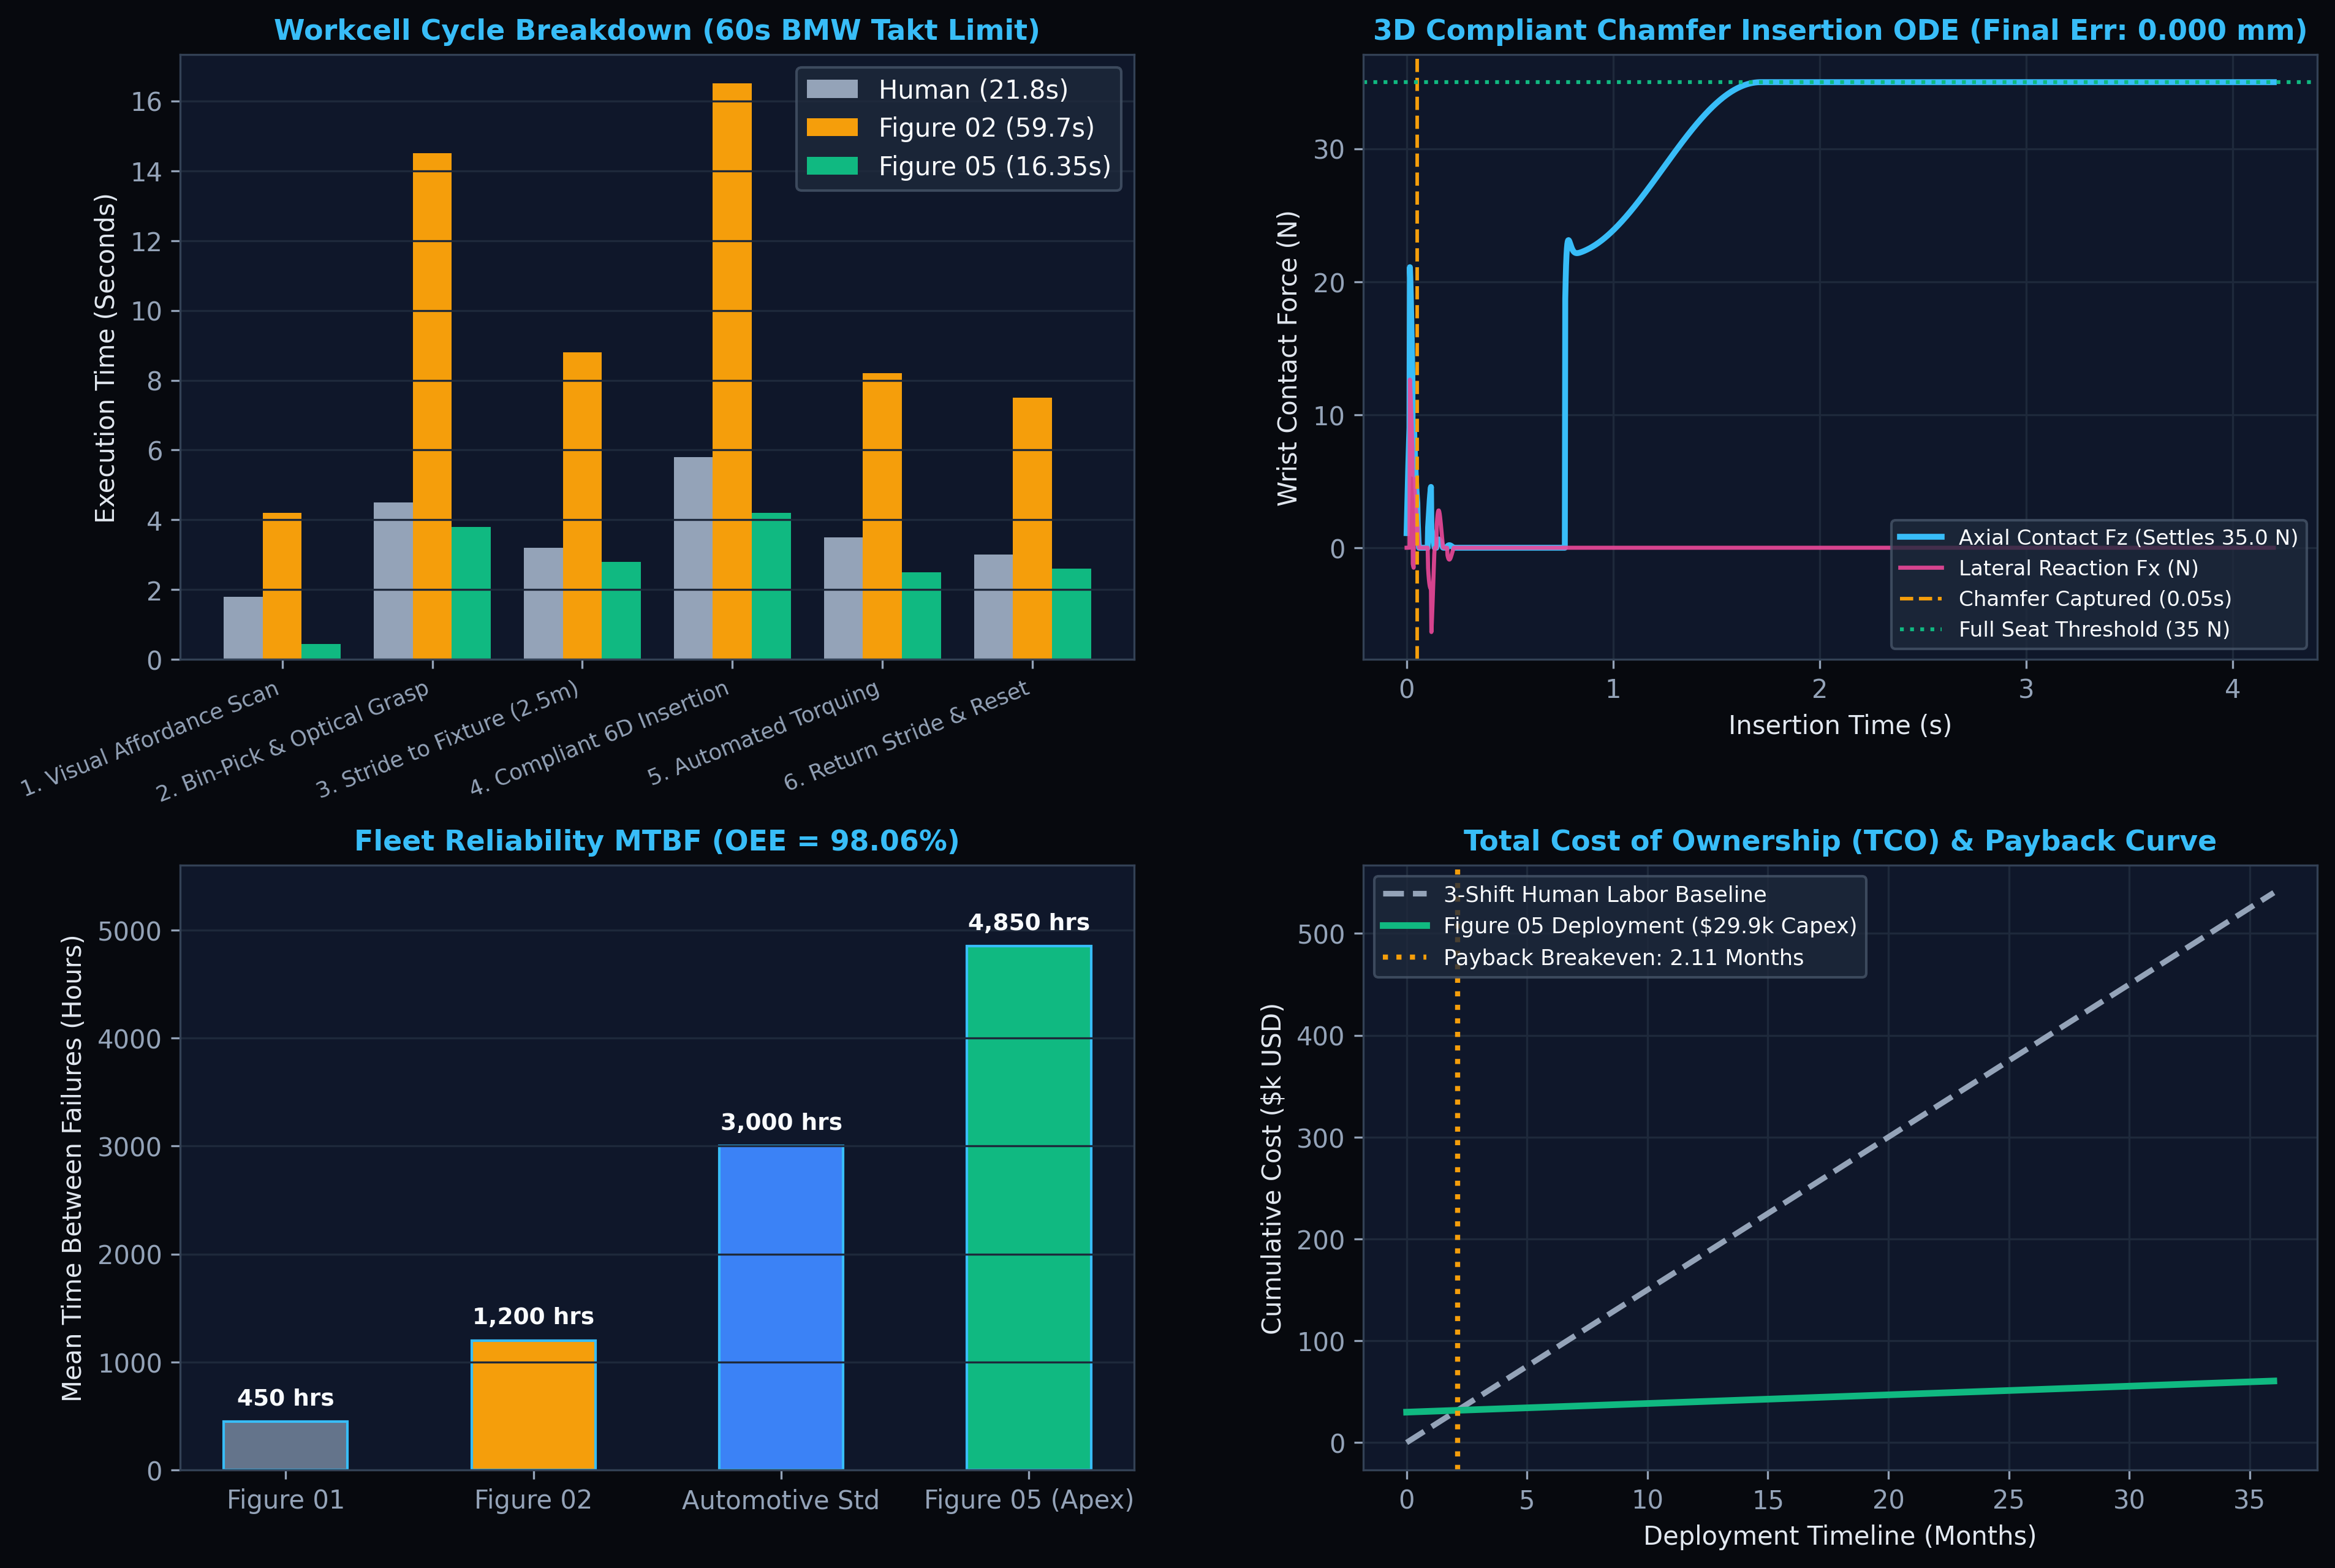 Workcell Cycle Breakdown (60s BMW Takt Limit)
Execution Time (Seconds)
16
14
12
10
8
6
4
2
0
Human (21.8s)
Figure 02 (59.7s)
Figure 05 (16.35s)
1. Visual Affordance Scan
2. Bin-Pick & Optical Grasp
3. Stride to Fixture (2.5m)
4. Compliant 6D Insertion
5. Automated Torquing
6. Return Stride & Reset
3D Compliant Chamfer Insertion ODE (Final Err: 0.000 mm)
Wrist Contact Force (N)
30
20
10
0
Axial Contact Fz (Settles 35.0 N)
Lateral Reaction Fx (N)
Chamfer Captured (0.05s)
Full Seat Threshold (35 N)
0 1 2 3 4
Insertion Time (s)
Fleet Reliability MTBF (OEE = 98.06%)
Mean Time Between Failures (Hours)
5000
4000
3000
2000
1000
0
450 hrs
1,200 hrs
3,000 hrs
4,850 hrs
Figure 01 Figure 02 Automotive Std Figure 05 (Apex)
Total Cost of Ownership (TCO) & Payback Curve
Cumulative Cost ($k USD)
500
400
300
200
100
0
3-Shift Human Labor Baseline
Figure 05 Deployment ($29.9k Capex)
Payback Breakeven: 2.11 Months
0 5 10 15 20 25 30 35
Deployment Timeline (Months)